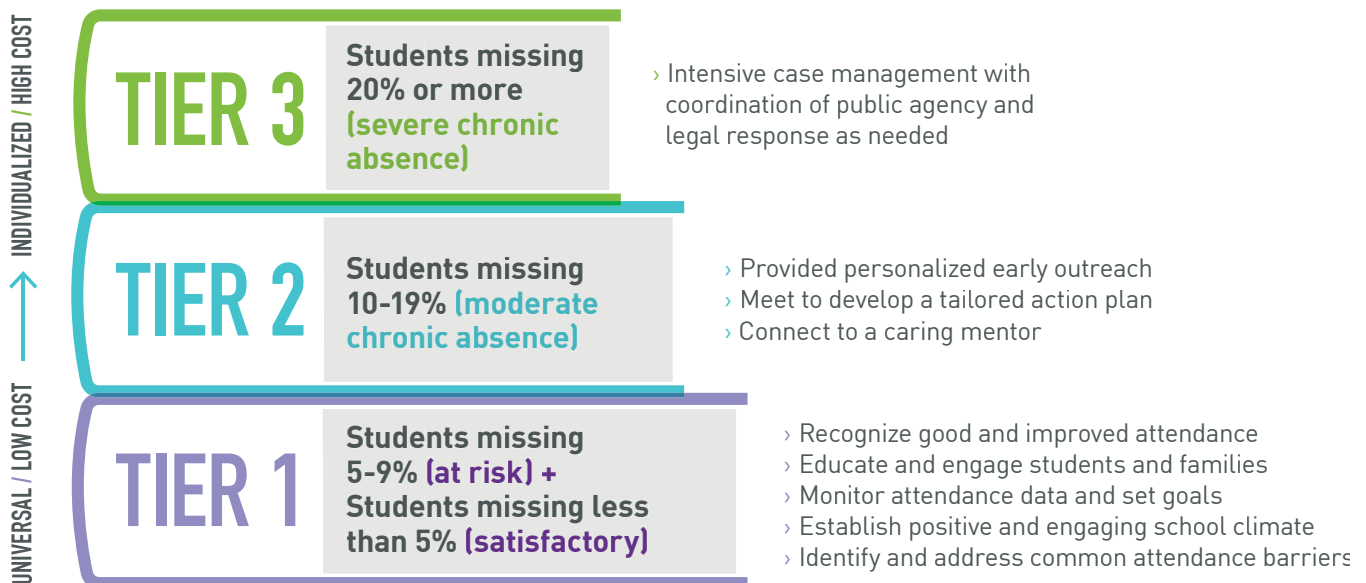 INDIVIDUALIZED / HIGH COST
UNIVERSAL / LOW COST
TIER 3
Students missing
20% or more
(severe chronic
absence)
› Intensive case management with
coordination of public agency and
legal response as needed
TIER 2
Students missing
10-19% (moderate
chronic absence)
› Provided personalized early outreach
› Meet to develop a tailored action plan
› Connect to a caring mentor
TIER 1
Students missing
5-9% (at risk) +
Students missing less
than 5% (satisfactory)
› Recognize good and improved attendance
› Educate and engage students and families
› Monitor attendance data and set goals
› Establish positive and engaging school climate
› Identify and address common attendance barriers